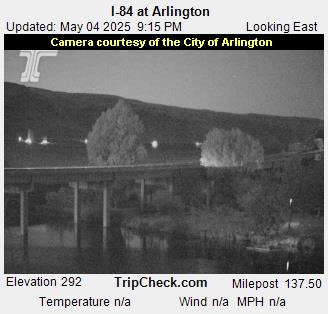 I-84 at Arlington
Updated: May 04 2025 9:15 PM Looking East
Camera courtesy of the City of Arlington
Elevation 292 TripCheck.com Milepost 137.50
Temperature n/a Wind n/a MPH n/a